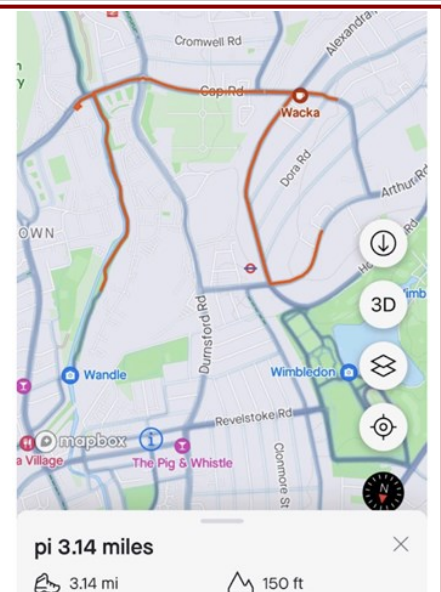 Cromwell Rd
Alexandra
Gap Rd
Wacka
Dora Rd
Arthur Rd
OWN
3D
Durnsford Rd
Wandle
Wimbledon
Revelstoke Rd
mapbox
a Village
The Pig & Whistle
Clonmore St
N
pi 3.14 miles
3.14 mi
150 ft